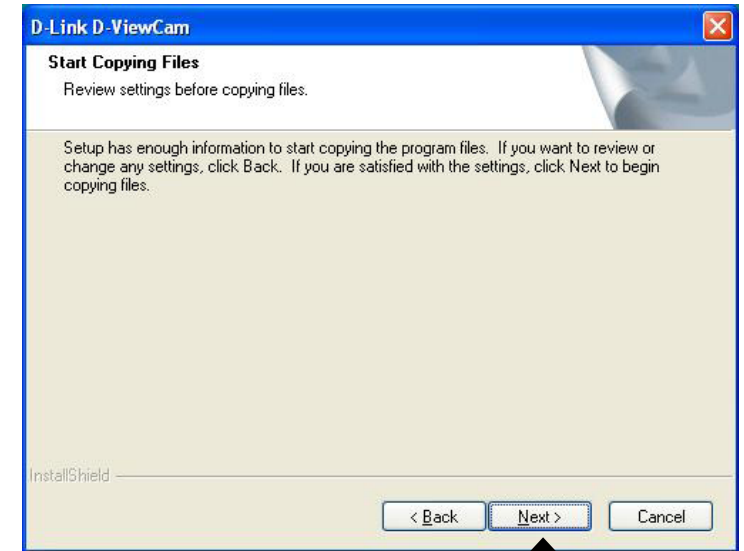 D-Link D-ViewCam
Start Copying Files
Review settings before copying files.
Setup has enough information to start copying the program files. If you want to review or
change any settings, click Back. If you are satisfied with the settings, click Next to begin
copying files.
InstallShield
< Back Next > Cancel